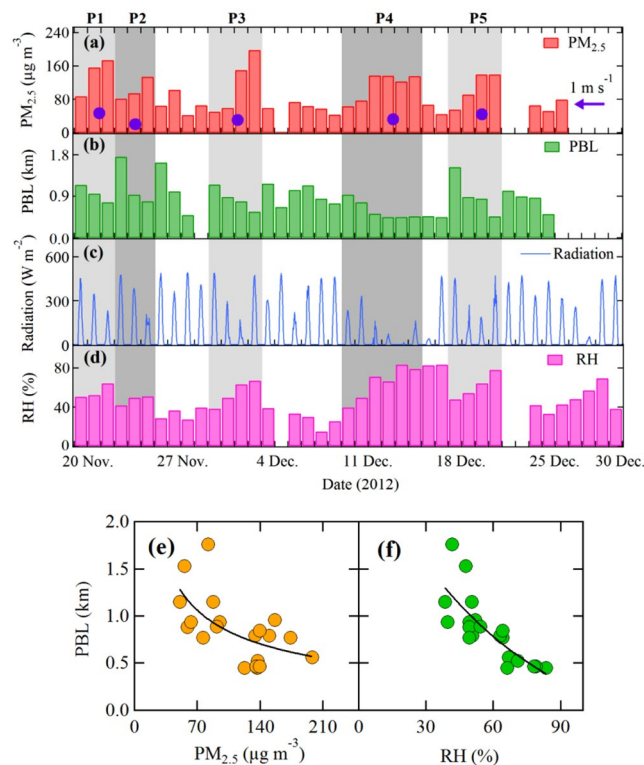 P1 P2 P3 P4 P5
(a) PM2.5
240
160
80
0
PM2.5 (μg m-3)
1 m s-1
(b) PBL
1.8
0.9
0.0
PBL (km)
(c) Radiation
600
300
0
Radiation (W m-2)
(d) RH
80
40
0
RH (%)
20 Nov. 27 Nov. 4 Dec. 11 Dec. 18 Dec. 25 Dec. 30 Dec.
Date (2012)
(e) (f)
2.0
1.5
1.0
0.5
0.0
PBL (km)
0 70 140 210 30 60 90
PM2.5 (μg m-3) RH (%)